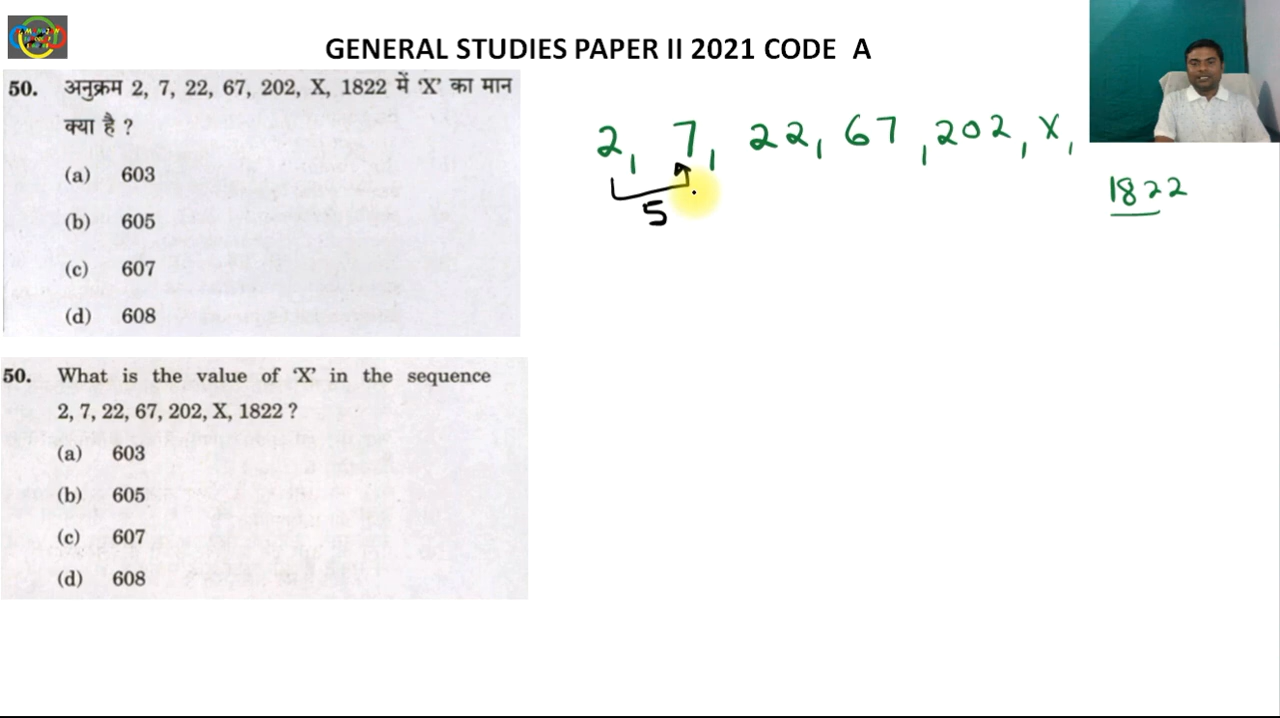 GENERAL STUDIES PAPER II 2021 CODE A
50. अनुक्रम 2, 7, 22, 67, 202, X, 1822 में 'X' का मान
क्या है ?
(a) 603
(b) 605
(c) 607
(d) 608
50. What is the value of 'X' in the sequence
2, 7, 22, 67, 202, X, 1822 ?
(a) 603
(b) 605
(c) 607
(d) 608
2, 7, 22, 67, 202, X,
1822
5